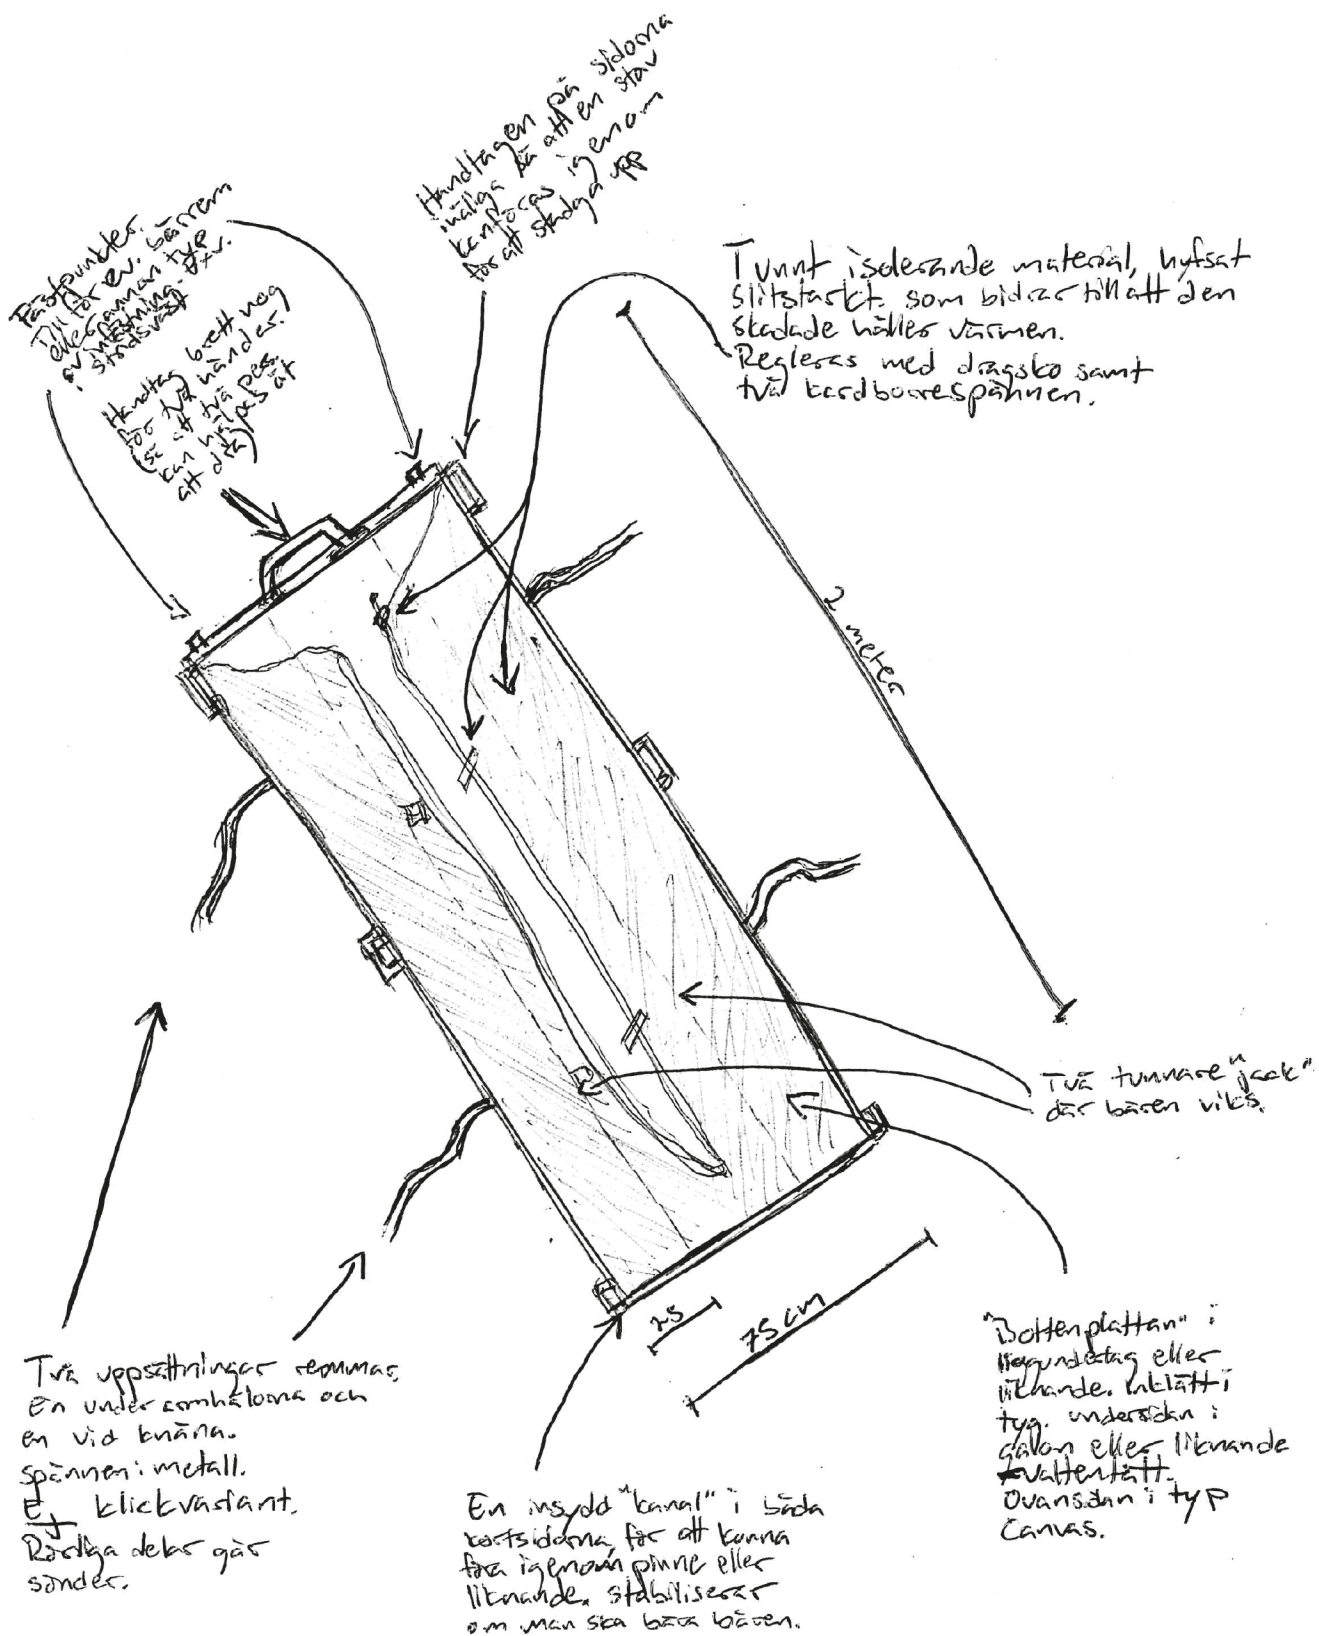 Fästpunkter.
Till för ev. bärrem
eller annan typ
av infästning. txv.
stridsväst
Handtag brett nog
för två händer.
(så att två pers.
kan hjälpas åt
att dra)
Handtagen på sidorna
ihåliga så att en stav
kan föras igenom
för att stadga upp
Tunnt isolerande material, hyfsat
slitstarkt. som bidrar till att den
skadade håller värmen.
Regleras med dragsko samt
två kardborrespännen.
2 meter
Två tunnare "jack"
där båren viks.
25
75 cm
"Bottenplattan" i
liggunderlag eller
liknande. inklätt i
tyg. undersidan i
galon eller liknande
vattentätt.
Ovansidan i typ
Canvas.
Två uppsättningar remmar.
En under armhålorna och
en vid knäna.
spännen i metall.
Ej klickvariant.
Rörliga delar går
sönder.
En insydd "kanal" i båda
kortsidorna för att kunna
föra igenom pinne eller
liknande. stabiliserar
om man ska bära båren.